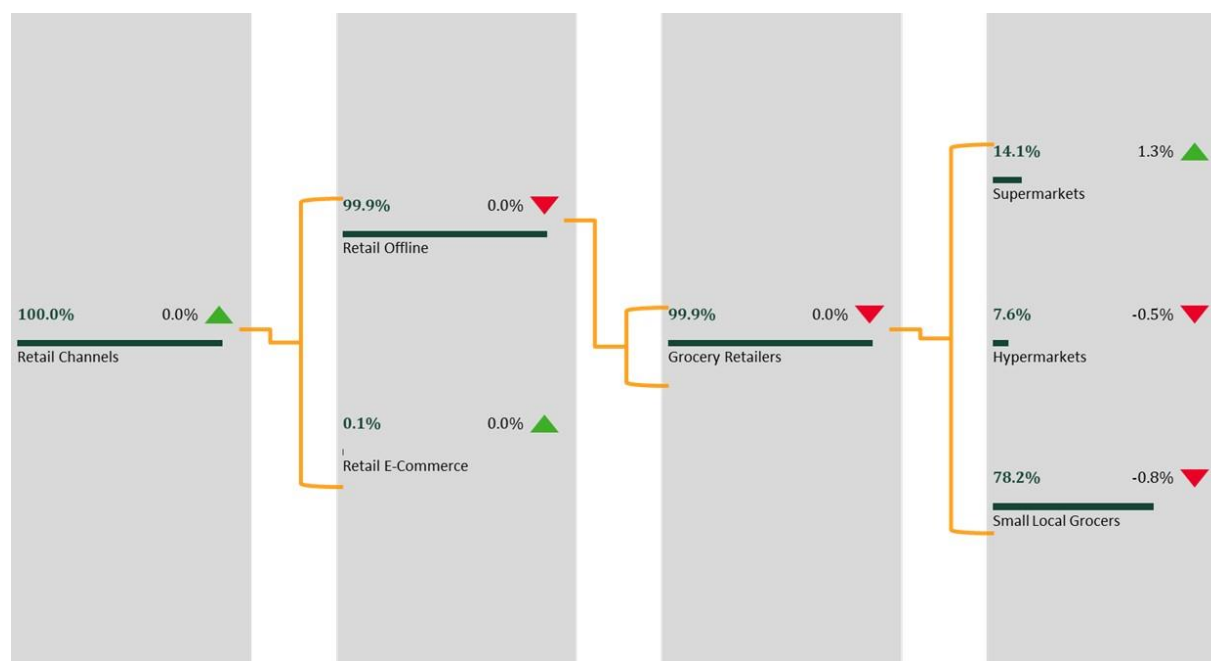 100.0% 0.0%
Retail Channels
99.9% 0.0%
Retail Offline
0.1% 0.0%
Retail E-Commerce
99.9% 0.0%
Grocery Retailers
14.1% 1.3%
Supermarkets
7.6% -0.5%
Hypermarkets
78.2% -0.8%
Small Local Grocers